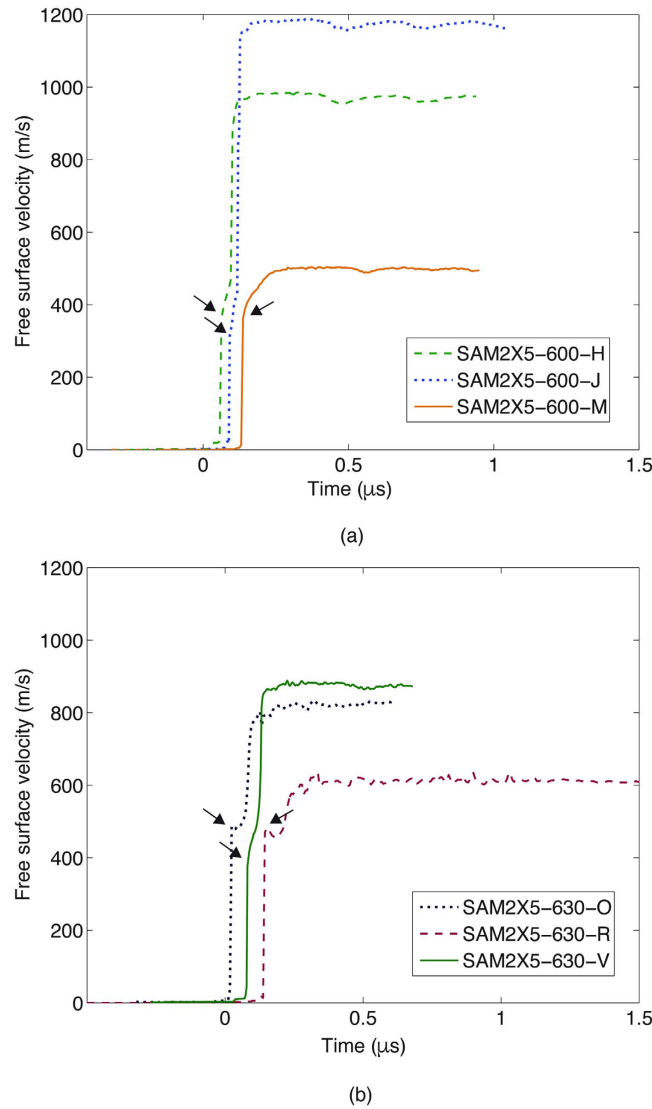 1200
1000
800
600
400
200
0
Free surface velocity (m/s)
SAM2X5−600−H
SAM2X5−600−J
SAM2X5−600−M
0 0.5 1 1.5
Time (μs)
(a)
1200
1000
800
600
400
200
0
Free surface velocity (m/s)
SAM2X5−630−O
SAM2X5−630−R
SAM2X5−630−V
0 0.5 1 1.5
Time (μs)
(b)